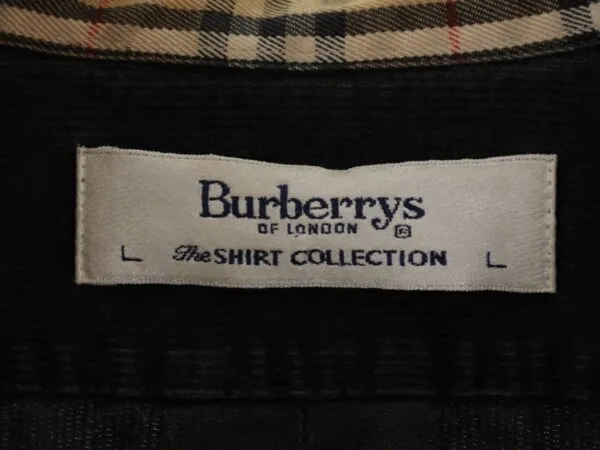 Burberrys
OF LONDON ®
L The SHIRT COLLECTION L